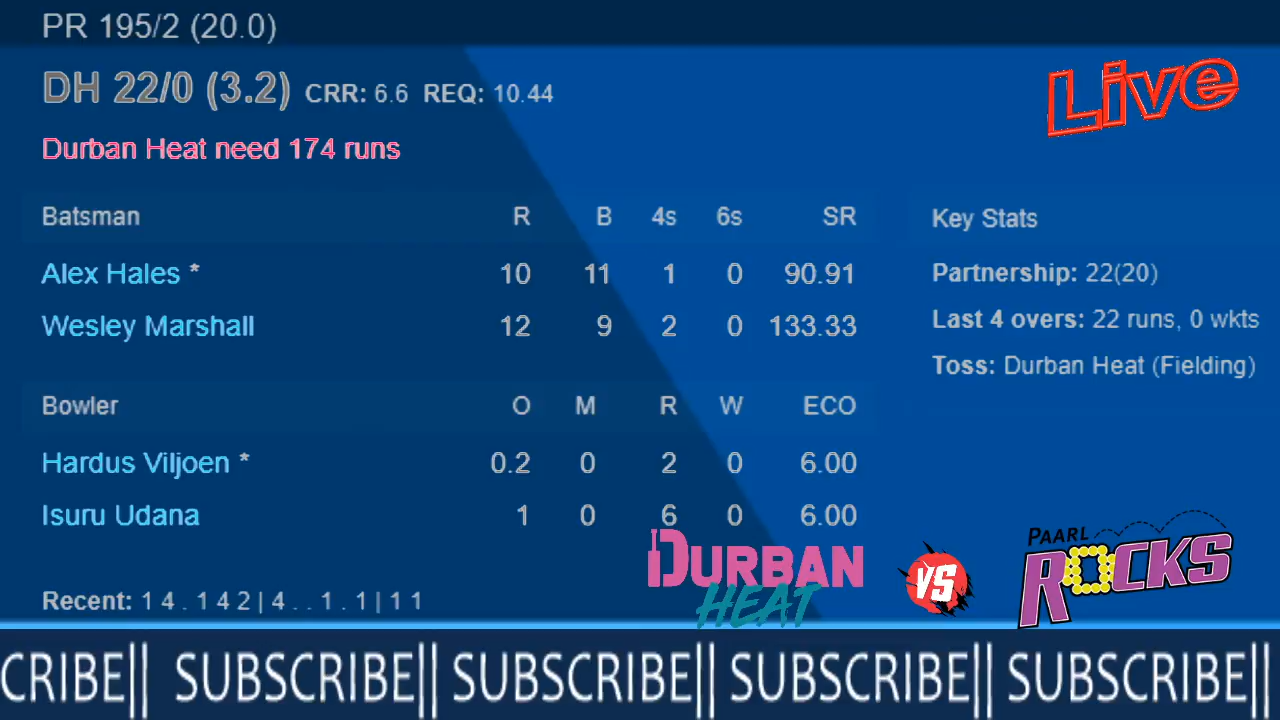 PR 195/2 (20.0)
DH 22/0 (3.2) CRR: 6.6 REQ: 10.44
Live
Durban Heat need 174 runs
Batsman R B 4s 6s SR
Alex Hales * 10 11 1 0 90.91
Wesley Marshall 12 9 2 0 133.33
Key Stats
Partnership: 22(20)
Last 4 overs: 22 runs, 0 wkts
Toss: Durban Heat (Fielding)
Bowler O M R W ECO
Hardus Viljoen * 0.2 0 2 0 6.00
Isuru Udana 1 0 6 0 6.00
Recent: 1 4 . 1 4 2 | 4 . . 1 . 1 | 1 1
DURBAN
HEAT
VS
PAARL
ROCKS
CRIBE|| SUBSCRIBE|| SUBSCRIBE|| SUBSCRIBE|| SUBSCRIBE||